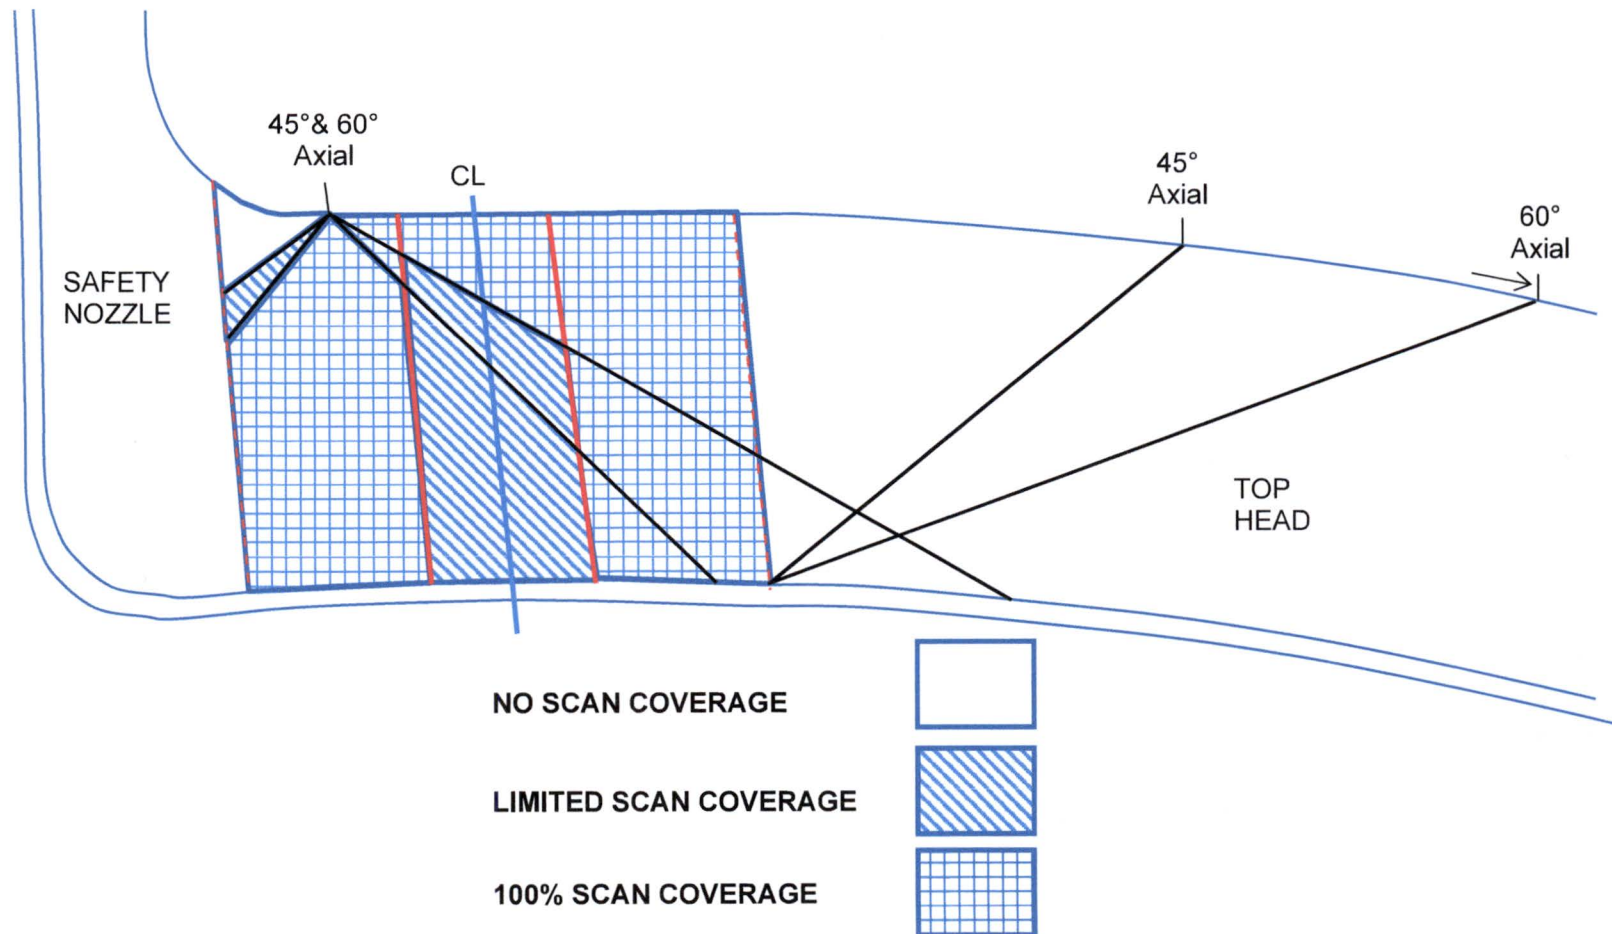 45°& 60°
Axial
CL
45°
Axial
60°
Axial
SAFETY
NOZZLE
TOP
HEAD
NO SCAN COVERAGE
LIMITED SCAN COVERAGE
100% SCAN COVERAGE